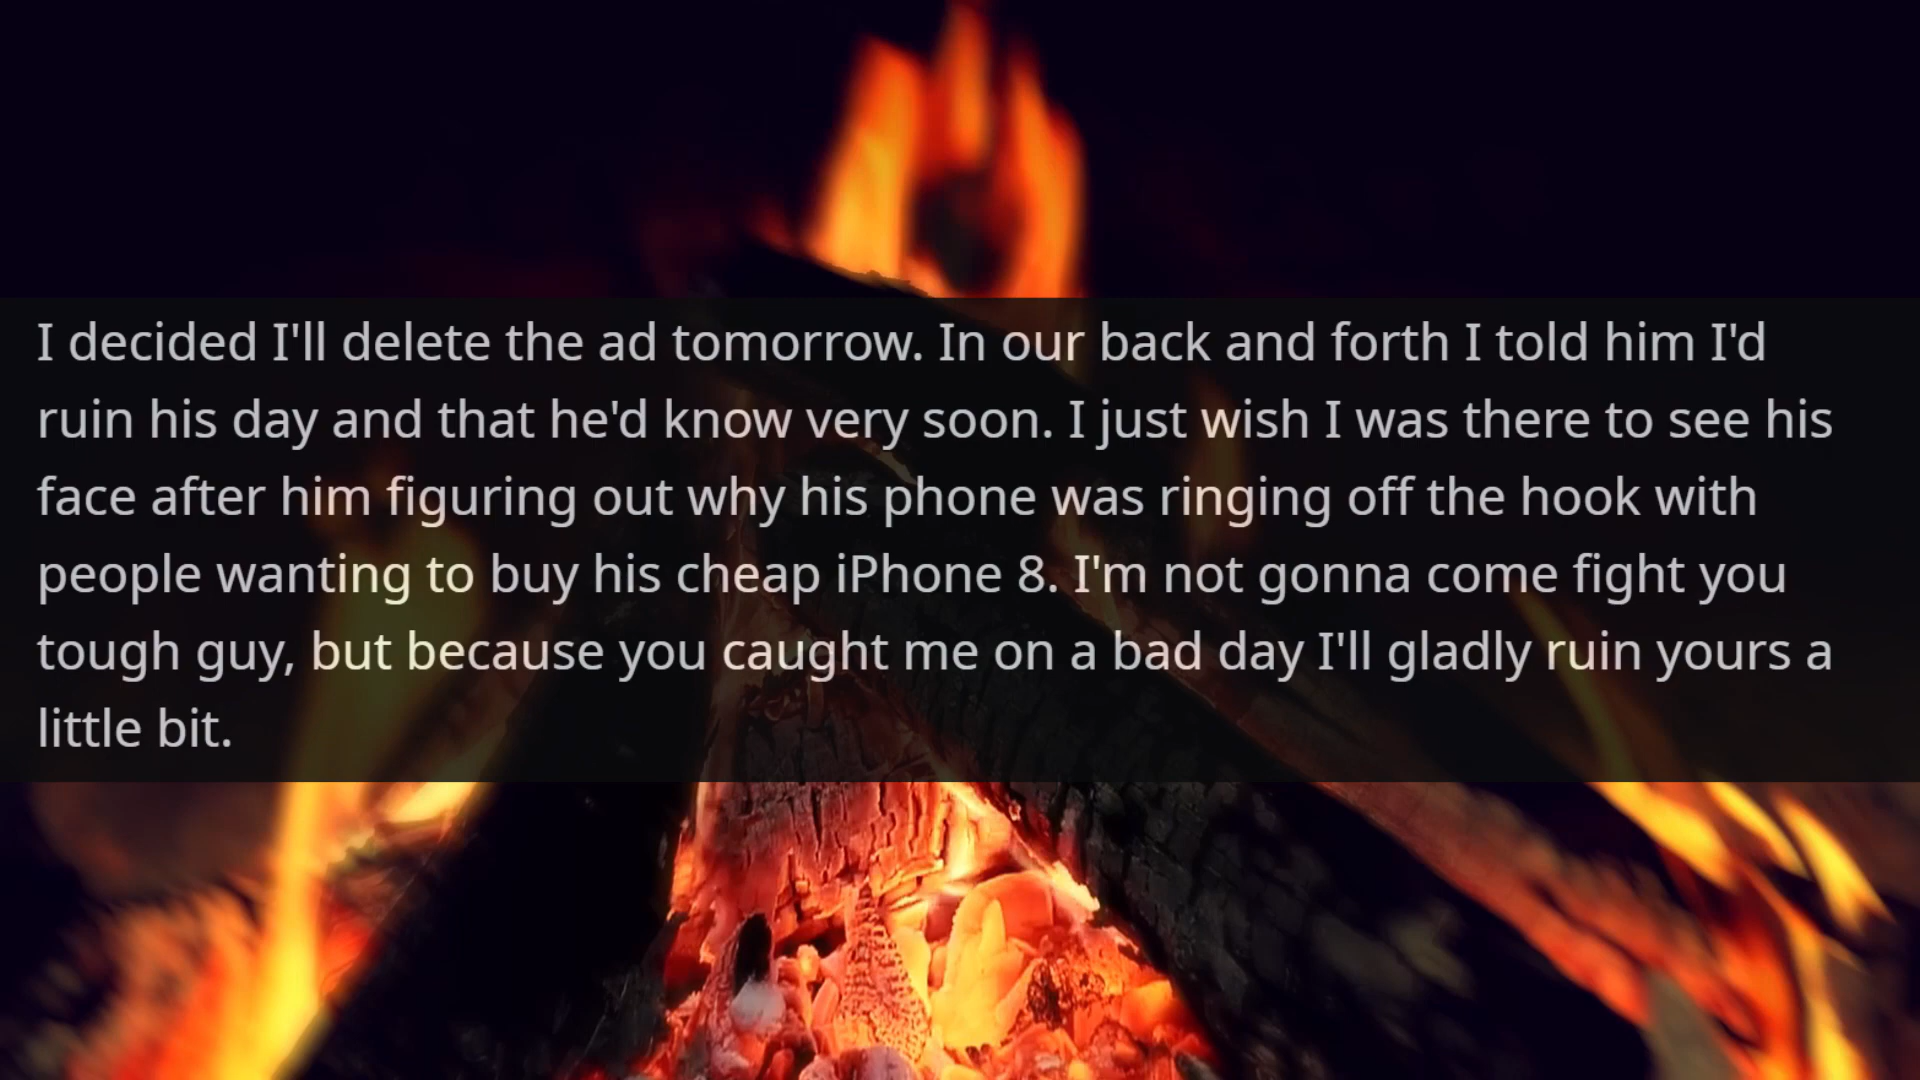 I decided I'll delete the ad tomorrow. In our back and forth I told him I'd
ruin his day and that he'd know very soon. I just wish I was there to see his
face after him figuring out why his phone was ringing off the hook with
people wanting to buy his cheap iPhone 8. I'm not gonna come fight you
tough guy, but because you caught me on a bad day I'll gladly ruin yours a
little bit.